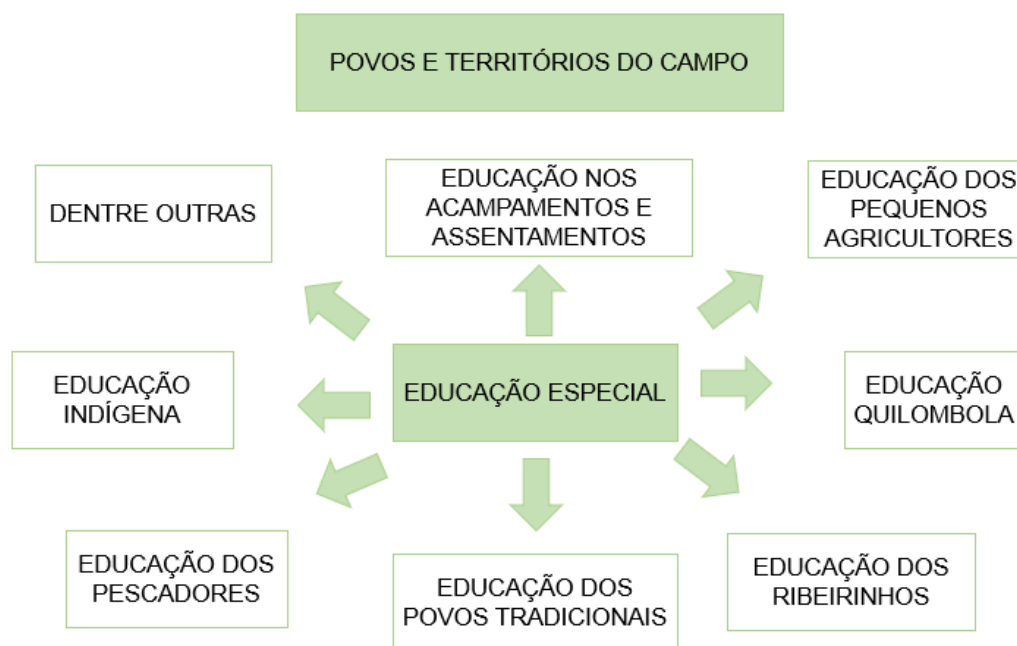 POVOS E TERRITÓRIOS DO CAMPO
DENTRE OUTRAS
EDUCAÇÃO NOS
ACAMPAMENTOS E
ASSENTAMENTOS
EDUCAÇÃO DOS
PEQUENOS
AGRICULTORES
EDUCAÇÃO
INDÍGENA
EDUCAÇÃO ESPECIAL
EDUCAÇÃO
QUILOMBOLA
EDUCAÇÃO DOS
PESCADORES
EDUCAÇÃO DOS
POVOS TRADICIONAIS
EDUCAÇÃO DOS
RIBEIRINHOS